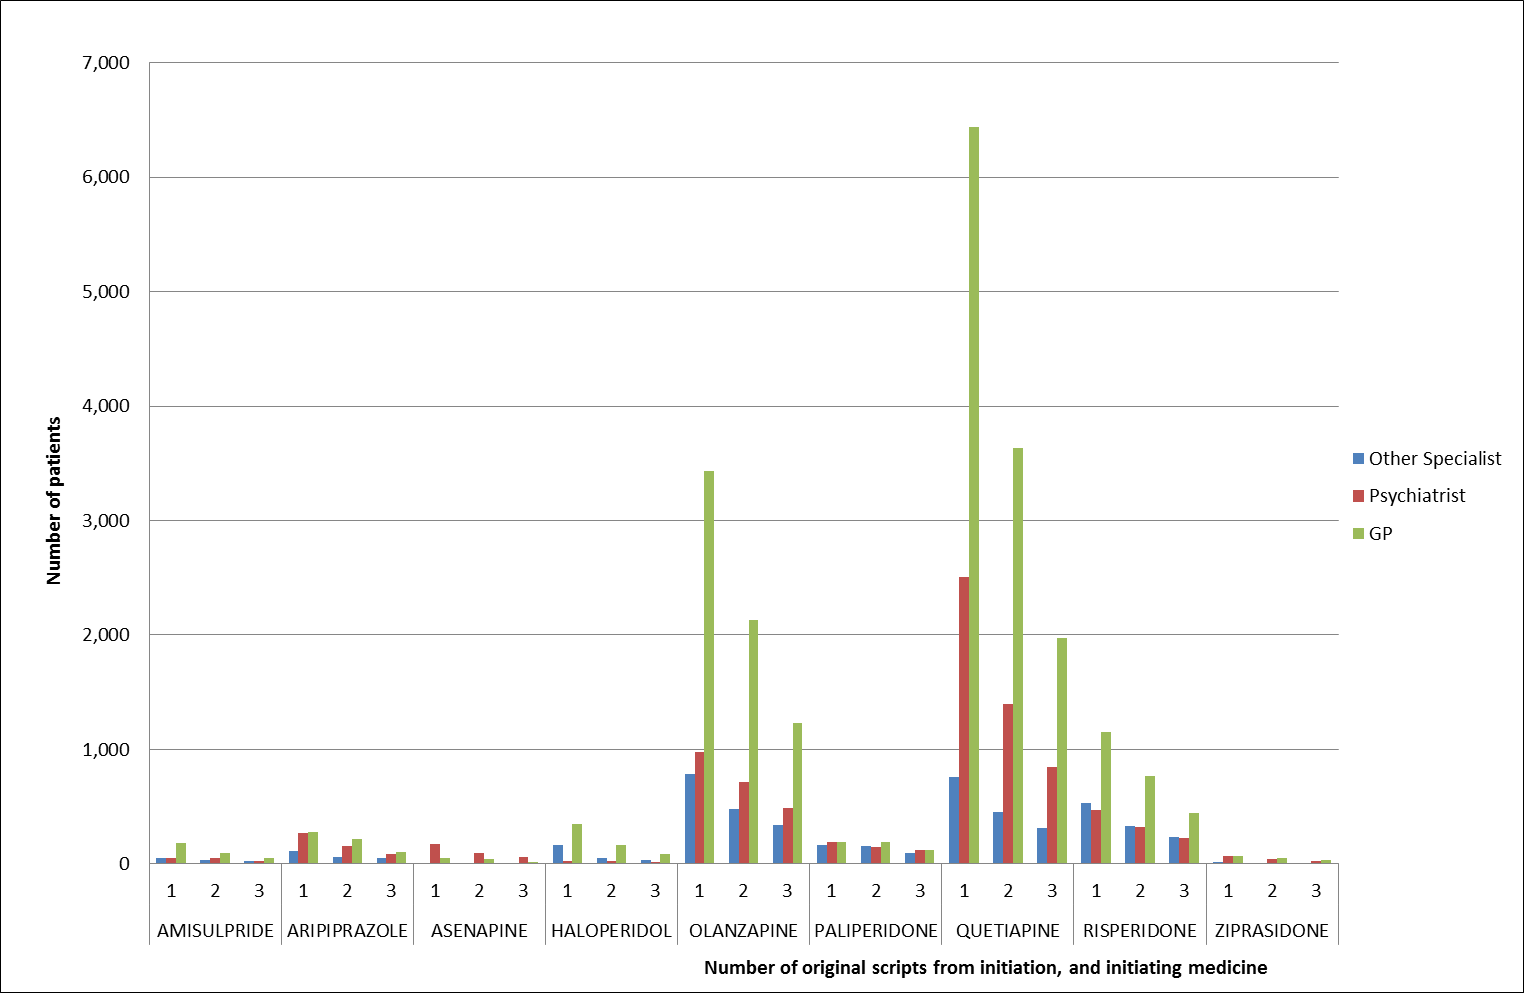 7,000
6,000
5,000
4,000
3,000
2,000
1,000
0
Number of patients
Other Specialist
Psychiatrist
GP
1 2 3 1 2 3 1 2 3 1 2 3 1 2 3 1 2 3 1 2 3 1 2 3 1 2 3
AMISULPRIDE ARIPIPRAZOLE ASENAPINE HALOPERIDOL OLANZAPINE PALIPERIDONE QUETIAPINE RISPERIDONE ZIPRASIDONE
Number of original scripts from initiation, and initiating medicine